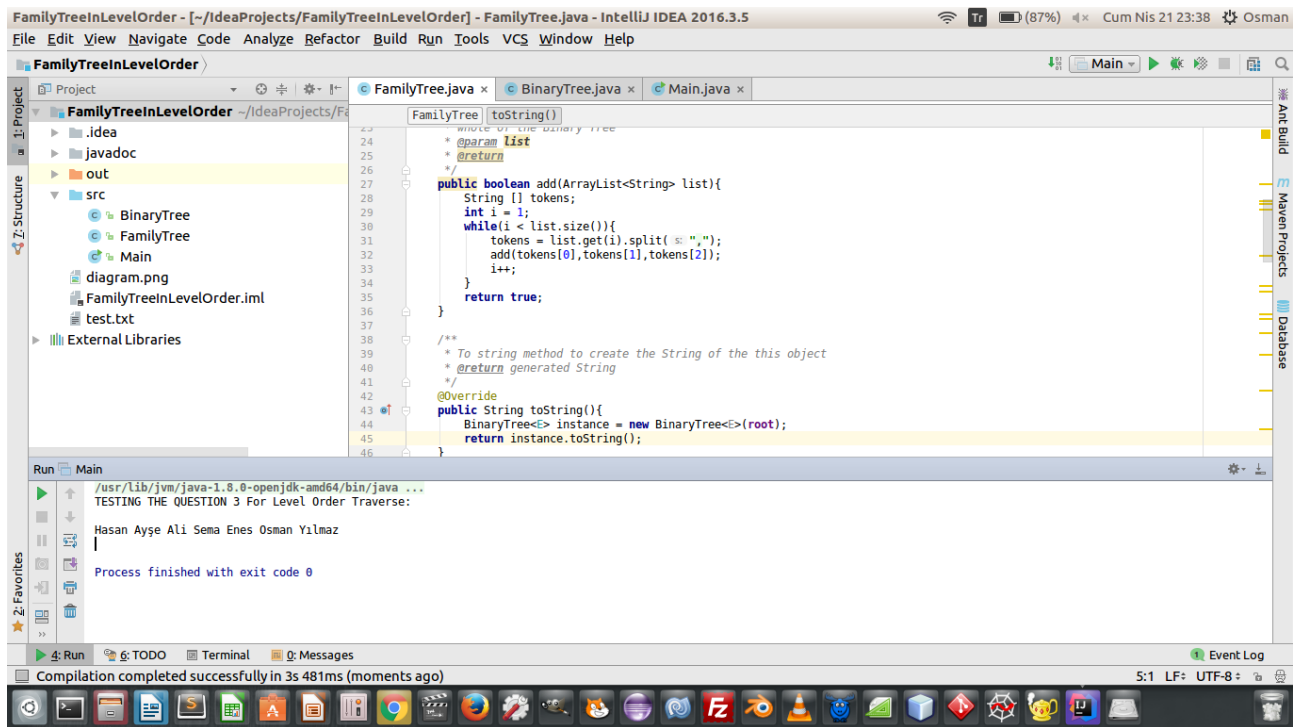 FamilyTreeInLevelOrder - [~/IdeaProjects/FamilyTreeInLevelOrder] - FamilyTree.java - IntelliJ IDEA 2016.3.5
Tr (87%) Cum Nis 21 23:38 Osman
File Edit View Navigate Code Analyze Refactor Build Run Tools VCS Window Help
FamilyTreeInLevelOrder
Main
Project
FamilyTree.java × BinaryTree.java × Main.java ×
FamilyTreeInLevelOrder ~/IdeaProjects/Fa
.idea
javadoc
out
src
BinaryTree
FamilyTree
Main
diagram.png
FamilyTreeInLevelOrder.iml
test.txt
External Libraries
1: Project
7: Structure
2: Favorites
FamilyTree toString()
23 * whole of the Binary Tree
24 * @param list
25 * @return
26 */
27 public boolean add(ArrayList<String> list){
28 String [] tokens;
29 int i = 1;
30 while(i < list.size()){
31 tokens = list.get(i).split( s: ",");
32 add(tokens[0],tokens[1],tokens[2]);
33 i++;
34 }
35 return true;
36 }
37
38 /**
39 * To string method to create the String of the this object
40 * @return generated String
41 */
42 @Override
43 public String toString(){
44 BinaryTree<E> instance = new BinaryTree<E>(root);
45 return instance.toString();
46 }
Ant Build
Maven Projects
Database
Run Main
/usr/lib/jvm/java-1.8.0-openjdk-amd64/bin/java ...
TESTING THE QUESTION 3 For Level Order Traverse:
Hasan Ayşe Ali Sema Enes Osman Yılmaz
Process finished with exit code 0
4: Run 6: TODO Terminal 0: Messages 1 Event Log
Compilation completed successfully in 3s 481ms (moments ago) 5:1 LF÷ UTF-8÷